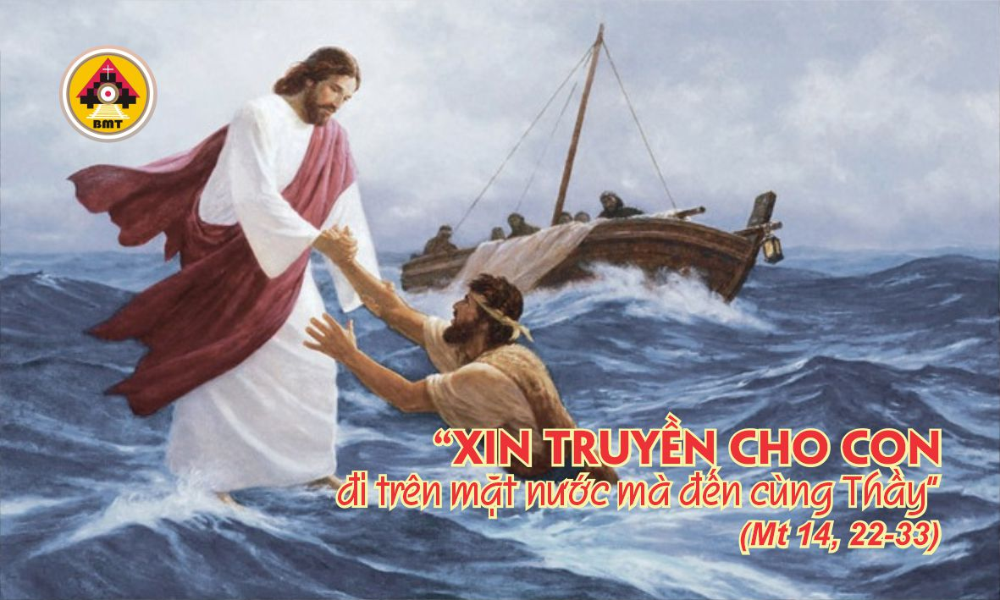 BMT
“XIN TRUYỀN CHO CON
đi trên mặt nước mà đến cùng Thầy”
(Mt 14, 22-33)